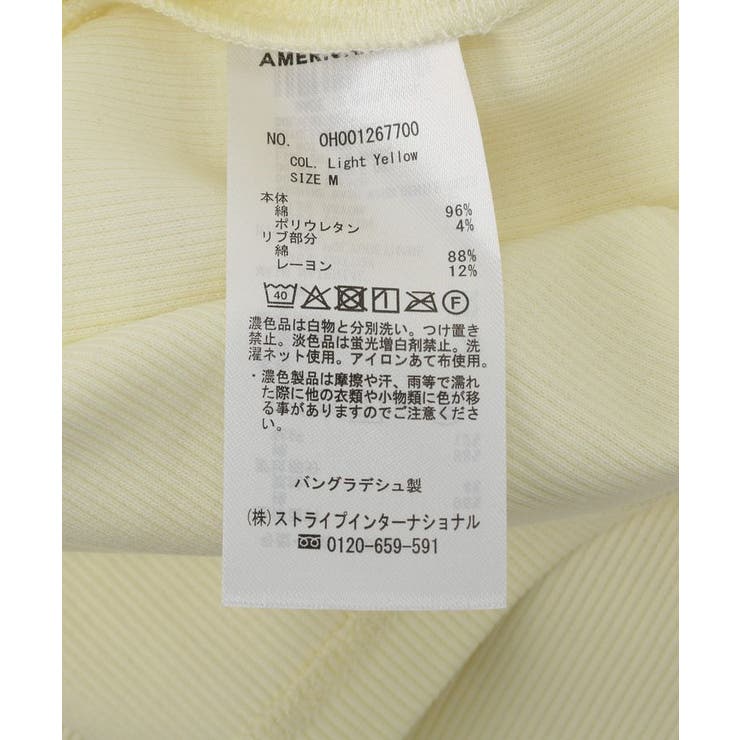 NO. 0H001267700
COL. Light Yellow
SIZE M
本体
綿 96%
ポリウレタン 4%
リブ部分
綿 88%
レーヨン 12%
40 F
濃色品は白物と分別洗い。つけ置き
禁止。淡色品は蛍光増白剤禁止。洗
濯ネット使用。アイロンあて布使用。
・濃色製品は摩擦や汗、雨等で濡れ
た際に他の衣類や小物類に色が移
る事がありますのでご注意くださ
い。
バングラデシュ製
(株)ストライプインターナショナル
0120-659-591